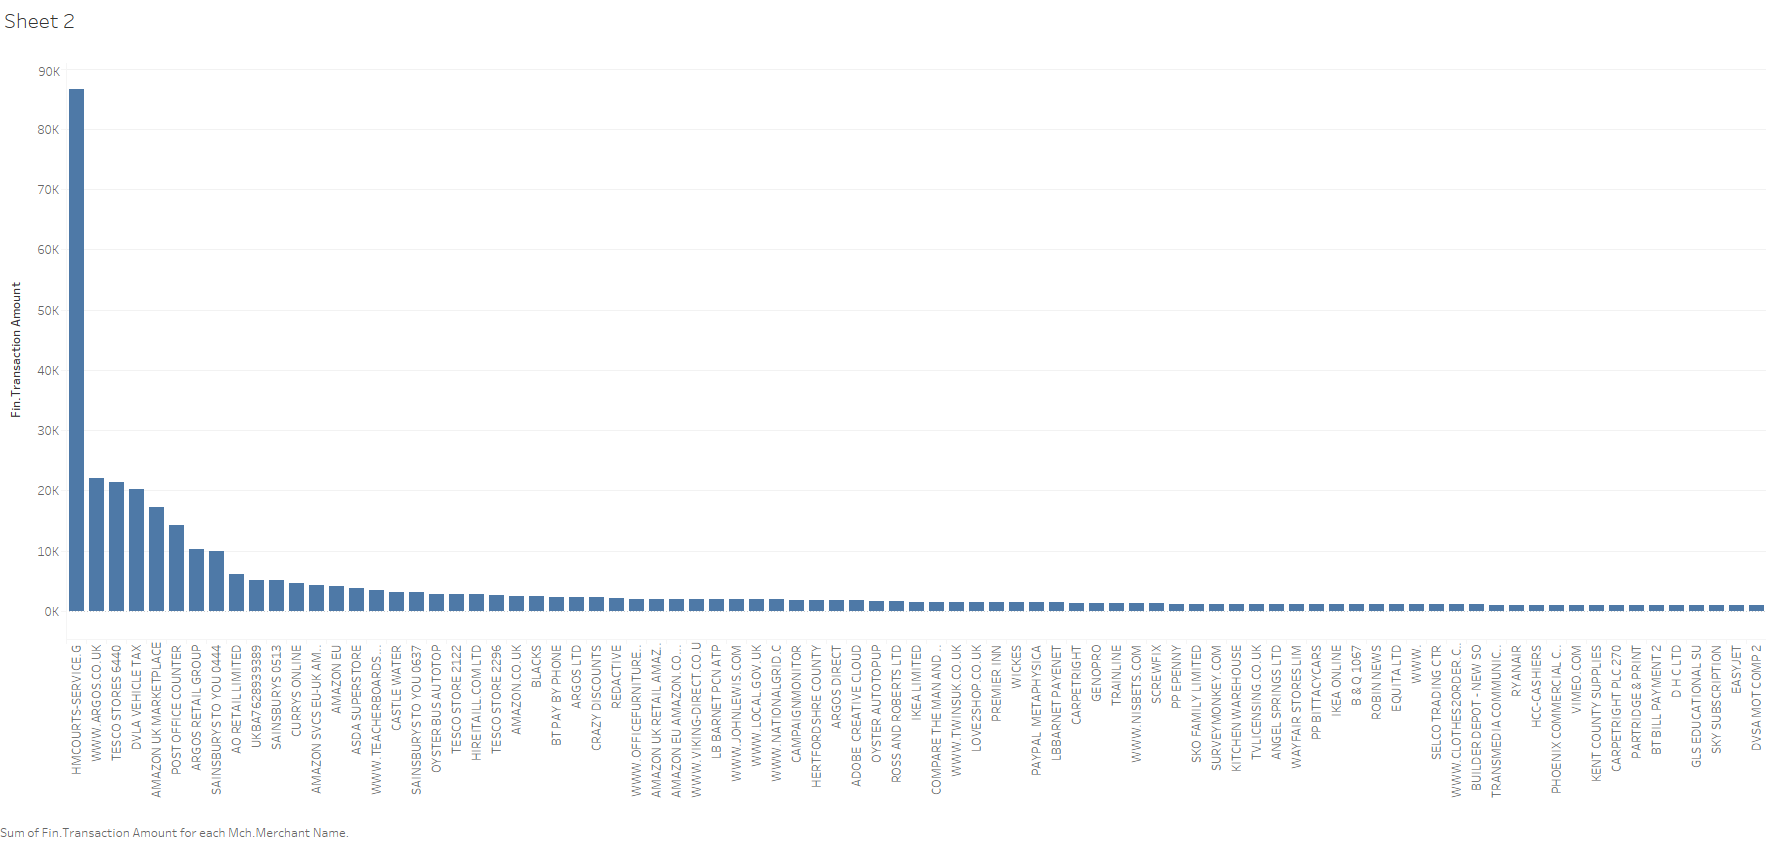 Sheet 2
90K
80K
70K
60K
50K
40K
30K
20K
10K
0K
Fin.Transaction Amount
HMCOURTS-SERVICE.G
WWW.ARGOS.CO.UK
TESCO STORES 6440
DVLA VEHICLE TAX
AMAZON UK MARKETPLACE
POST OFFICE COUNTER
ARGOS RETAIL GROUP
SAINSBURYS TO YOU 0444
AO RETAIL LIMITED
UKBA7628939389
SAINSBURYS 0513
CURRYS ONLINE
AMAZON SVCS EU-UK AM..
AMAZON EU
ASDA SUPERSTORE
WWW.TEACHERBOARDS....
CASTLE WATER
SAINSBURYS TO YOU 0637
OYSTER BUS AUTOTOP
TESCO STORE 2122
HIREITAILL.COM LTD
TESCO STORE 2296
AMAZON.CO.UK
BLACKS
BT PAY BY PHONE
ARGOS LTD
CRAZY DISCOUNTS
REDACTIVE
WWW.OFFICEFURNITURE..
AMAZON UK RETAIL AMAZ..
AMAZON EU AMAZON.CO...
WWW.VIKING-DIRECT.CO.U
LB BARNET PCN ATP
WWW.JOHNLEWIS.COM
WWW.LOCAL.GOV.UK
WWW.NATIONALGRID.C
CAMPAIGNMONITOR
HERTFORDSHRE COUNTY
ARGOS DIRECT
ADOBE  CREATIVE CLOUD
OYSTER AUTOTOPUP
ROSS AND ROBERTS LTD
IKEA LIMITED
COMPARE THE MAN AND ..
WWW.TWINSUK.CO.UK
LOVE2SHOP.CO.UK
PREMIER INN
WICKES
PAYPAL  METAPHYSICA
LBBARNET PAYENET
CARPETRIGHT
GENOPRO
TRAINLINE
WWW.NISBETS.COM
SCREWFIX
PP EPENNY
SKO FAMILY LIMITED
SURVEYMONKEY.COM
KITCHEN WAREHOUSE
TVLICENSING.CO.UK
ANGEL SPRINGS LTD
WAYFAIR STORES LIM
PP BITTACYCARS
IKEA ONLINE
B & Q 1067
ROBIN NEWS
EQUITA LTD
WWW.
SELCO TRADING CTR
WWW.CLOTHES2ORDER.C..
BUILDER DEPOT - NEW SO
TRANSMEDIA COMMUNIC..
RYANAIR
HCC-CASHIERS
PHOENIX COMMERCIAL C..
VIMEO.COM
KENT COUNTY SUPPLIES
CARPETRIGHT PLC 270
PARTRIDGE & PRINT
BT BILL PAYMENT 2
D H C LTD
GLS EDUCATIONAL SU
SKY SUBSCRIPTION
EASYJET
DVSA MOT COMP 2
Sum of Fin.Transaction Amount for each Mch.Merchant Name.